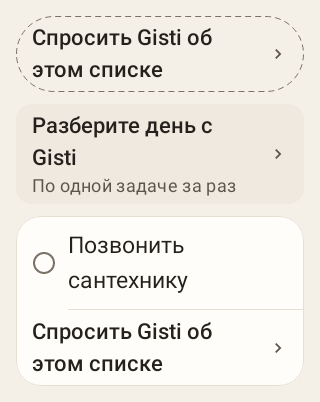 Спросить Gisti об
этом списке
Разберите день с
Gisti
По одной задаче за раз
Позвонить
сантехнику
Спросить Gisti об
этом списке